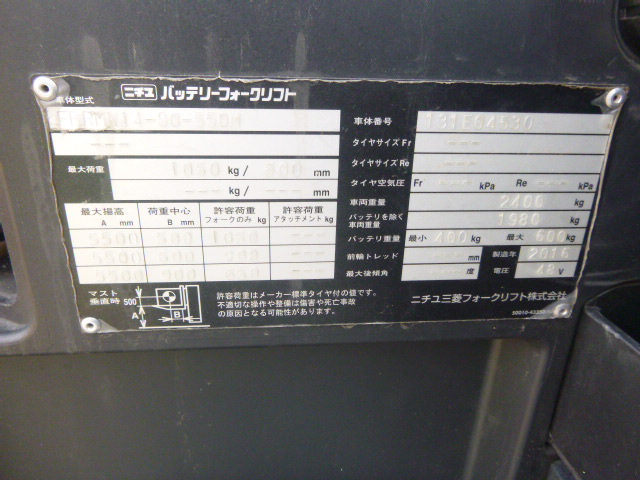 ニチユ バッテリーフォークリフト
車体型式
車体番号 131E04530
タイヤサイズ Fr ---
タイヤサイズ Re ---
最大荷重 1050 kg/ 500 mm
--- kg/ --- mm
タイヤ空気圧 Fr --- kPa Re --- kPa
車両重量 2400 kg
バッテリを除く
車両重量 1980 kg
バッテリ重量 最小 400 kg 最大 600 kg
前輪トレッド mm 製造年 2016
最大後傾角 度 電圧 48 V
最大揚高
A mm
荷重中心
B mm
許容荷重
フォークのみ kg
許容荷重
アタッチメント kg
5500 500 ---
5500 600 ---
5500 900 ---
マスト
垂直時 500
A
B
許容荷重はメーカー標準タイヤ付の値です。
不適切な操作や整備は傷害や死亡事故
の原因となる可能性があります。
ニチユ三菱フォークリフト株式会社